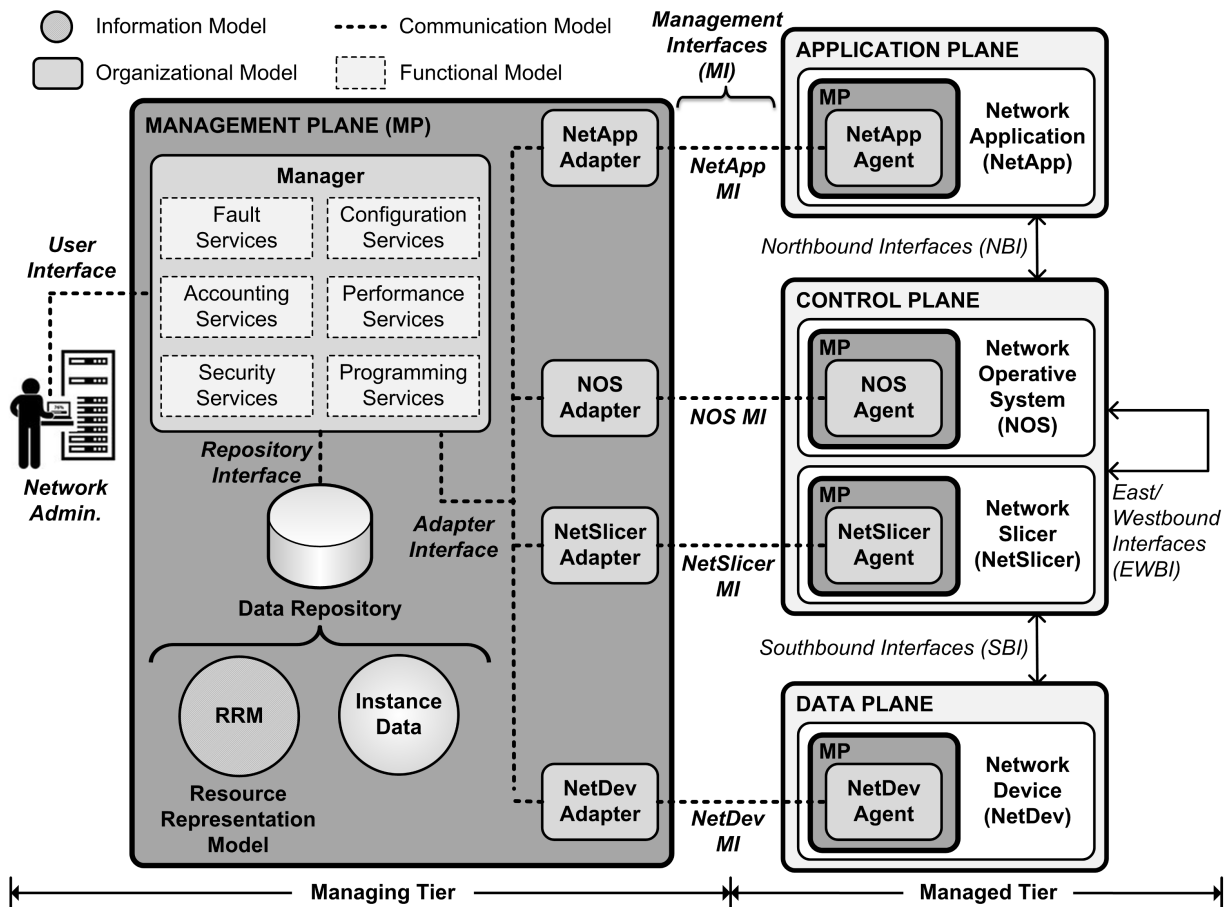 Information Model
Communication Model
Organizational Model
Functional Model
Management
Interfaces
(MI)
MANAGEMENT PLANE (MP)
Manager
Fault
Services
Configuration
Services
Accounting
Services
Performance
Services
Security
Services
Programming
Services
User
Interface
Network
Admin.
Repository
Interface
Adapter
Interface
Data Repository
RRM
Instance
Data
Resource
Representation
Model
NetApp
Adapter
NOS
Adapter
NetSlicer
Adapter
NetDev
Adapter
NetApp
MI
NOS MI
NetSlicer
MI
NetDev
MI
APPLICATION PLANE
MP
NetApp
Agent
Network
Application
(NetApp)
Northbound Interfaces (NBI)
CONTROL PLANE
MP
NOS
Agent
Network
Operative
System
(NOS)
MP
NetSlicer
Agent
Network
Slicer
(NetSlicer)
East/
Westbound
Interfaces
(EWBI)
Southbound Interfaces (SBI)
DATA PLANE
MP
NetDev
Agent
Network
Device
(NetDev)
Managing Tier
Managed Tier